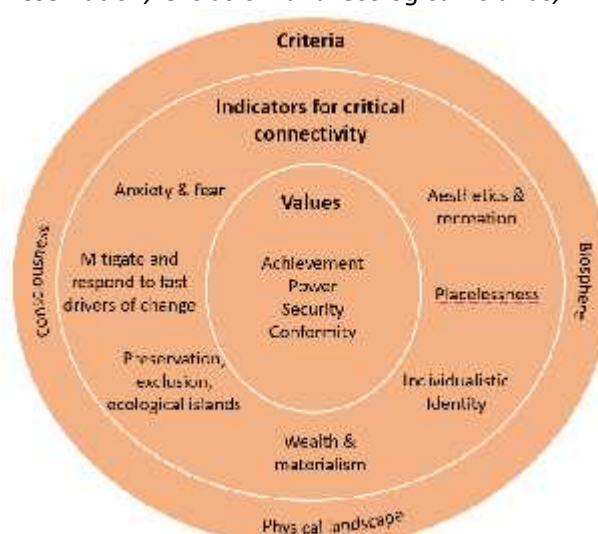 Criteria
Indicators for critical
connectivity
Anxiety & fear
Values
Aesthetics &
recreation
Mitigate and
respond to fast
drivers of change
Achievement
Power
Security
Conformity
Placelessness
Consciousness
Biosphere
Preservation,
exclusion,
ecological islands
Individualistic
Identity
Wealth &
materialism
Physical landscape